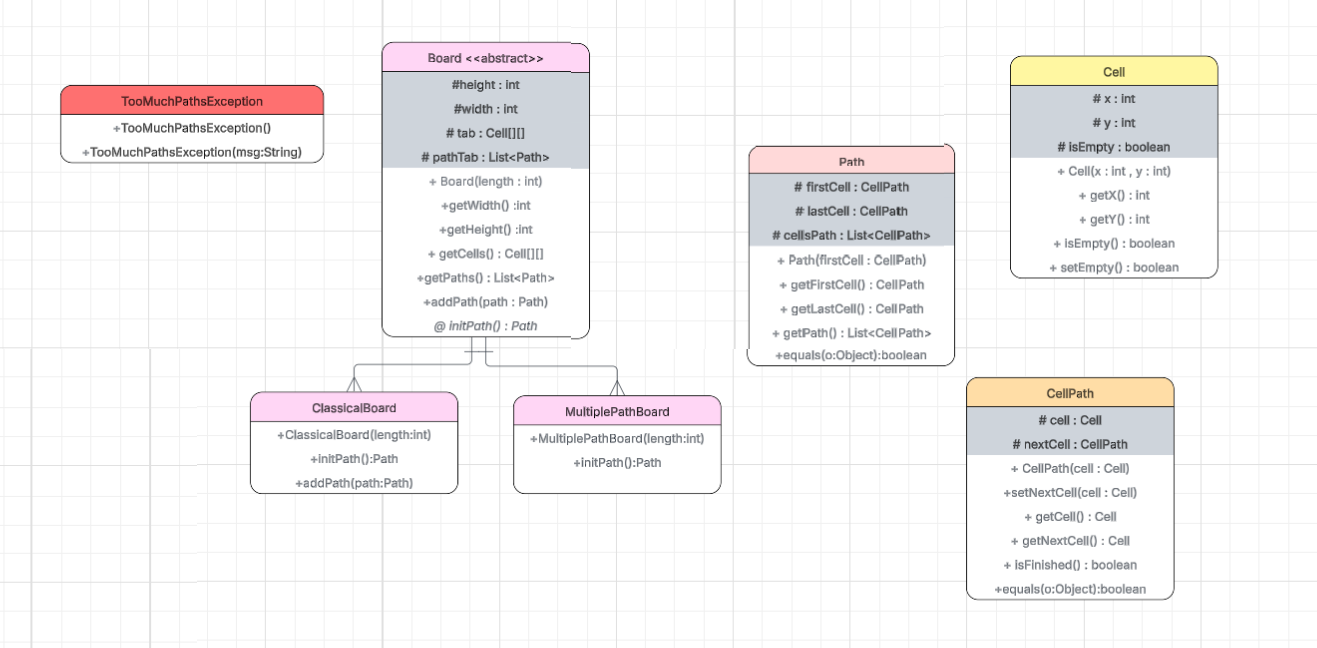 TooMuchPathsException
+TooMuchPathsException()
+TooMuchPathsException(msg:String)
Board <<abstract>>
#height : int
#width : int
# tab : Cell[][]
# pathTab : List<Path>
+ Board(length : int)
+getWidth() :int
+getHeight() :int
+ getCells() : Cell[][]
+getPaths() : List<Path>
+addPath(path : Path)
@ initPath() : Path
ClassicalBoard
+ClassicalBoard(length:int)
+initPath():Path
+addPath(path:Path)
MultiplePathBoard
+MultiplePathBoard(length:int)
+initPath():Path
Path
# firstCell : CellPath
# lastCell : CellPath
# cellsPath : List<CellPath>
+ Path(firstCell : CellPath)
+ getFirstCell() : CellPath
+ getLastCell() : CellPath
+ getPath() : List<CellPath>
+equals(o:Object):boolean
Cell
# x : int
# y : int
# isEmpty : boolean
+ Cell(x : int , y : int)
+ getX() : int
+ getY() : int
+ isEmpty() : boolean
+ setEmpty() : boolean
CellPath
# cell : Cell
# nextCell : CellPath
+ CellPath(cell : Cell)
+setNextCell(cell : Cell)
+ getCell() : Cell
+ getNextCell() : Cell
+ isFinished() : boolean
+equals(o:Object):boolean